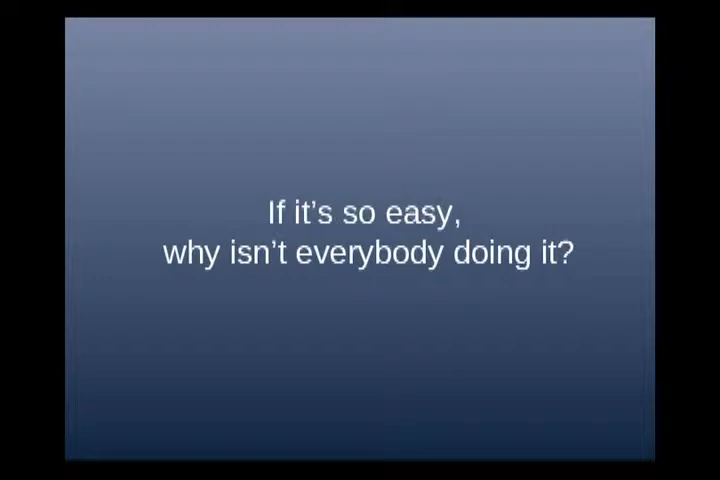 If it’s so easy,
why isn’t everybody doing it?